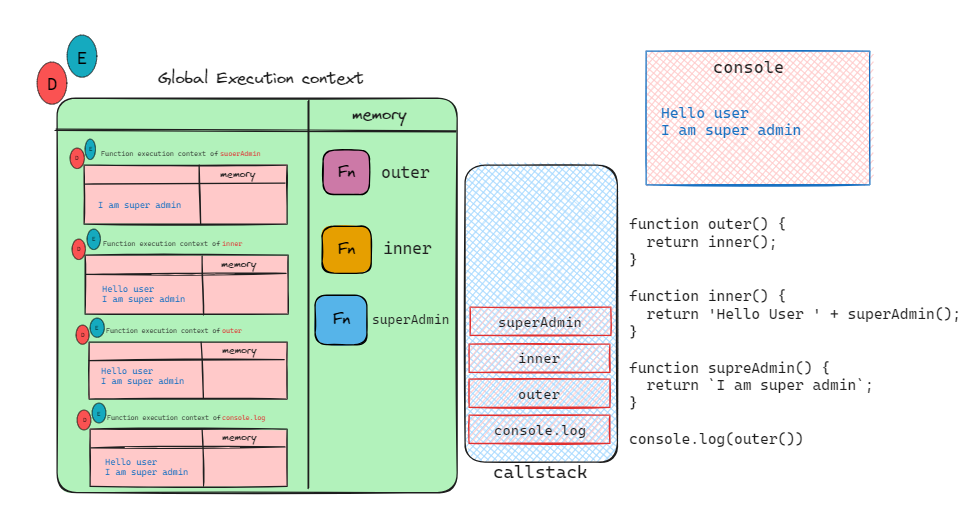 E
D
Global Execution context
memory
E
D
Function execution context of suoerAdmin
memory
I am super admin
E
D
Function execution context of inner
memory
Hello user
I am super admin
E
D
Function execution context of outer
memory
Hello user
I am super admin
E
D
Function execution context of console.log
memory
Hello user
I am super admin
Fn
outer
Fn
inner
Fn
superAdmin
superAdmin
inner
outer
console.log
callstack
console
Hello user
I am super admin
function outer() {
return inner();
}
function inner() {
return 'Hello User ' + superAdmin();
}
function supreAdmin() {
return `I am super admin`;
}
console.log(outer())